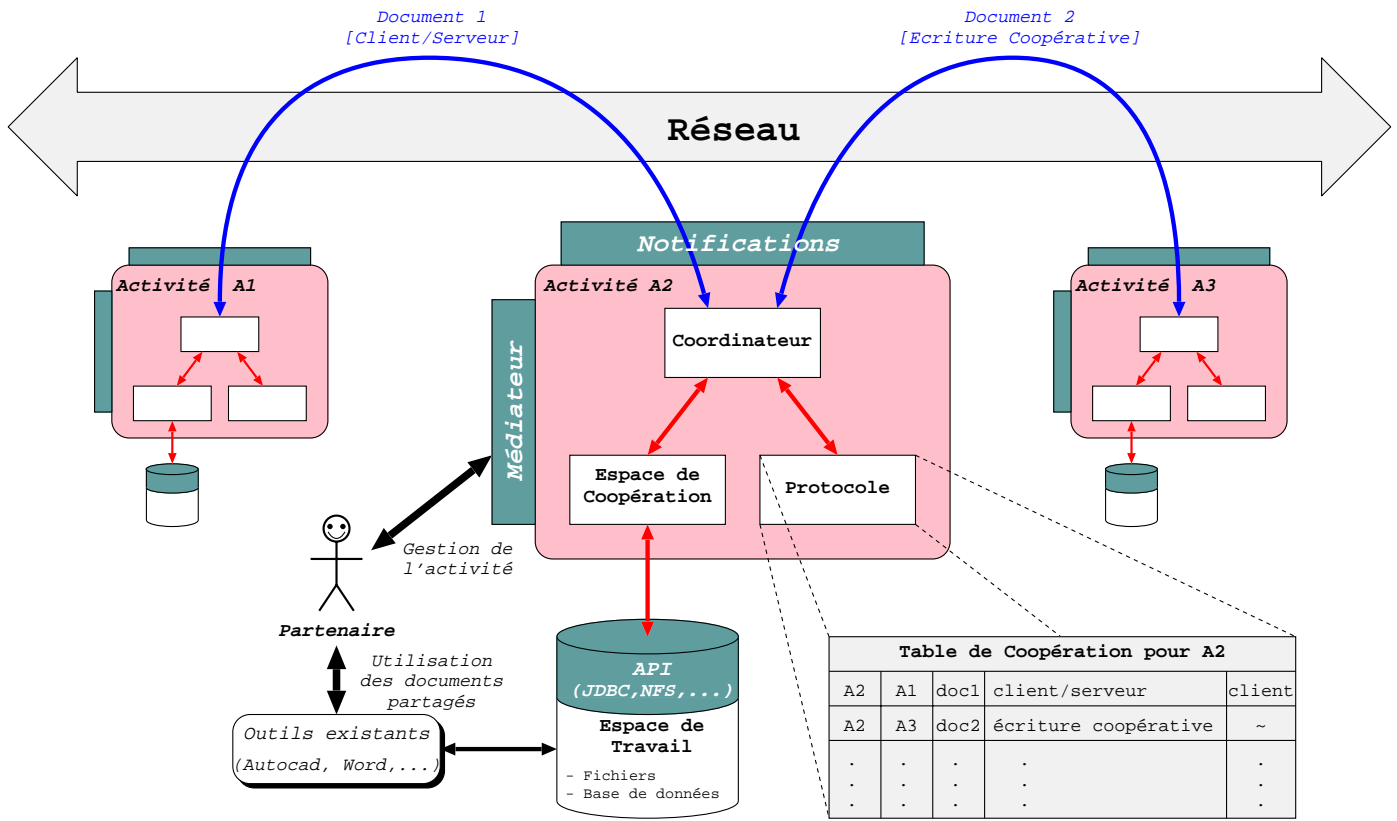 Document 1
[Client/Serveur]
Document 2
[Ecriture Coopérative]
Réseau
Notifications
Activité A1
Activité A2
Activité A3
Médiateur
Coordinateur
Espace de
Coopération
Protocole
Gestion de
l'activité
Partenaire
Utilisation
des documents
partagés
Outils existants
(Autocad, Word,...)
API
(JDBC,NFS,...)
Espace de
Travail
- Fichiers
- Base de données
Table de Coopération pour A2
A2 A1 doc1 client/serveur client
A2 A3 doc2 écriture coopérative ~
. . . . .
. . . . .
. . . . .